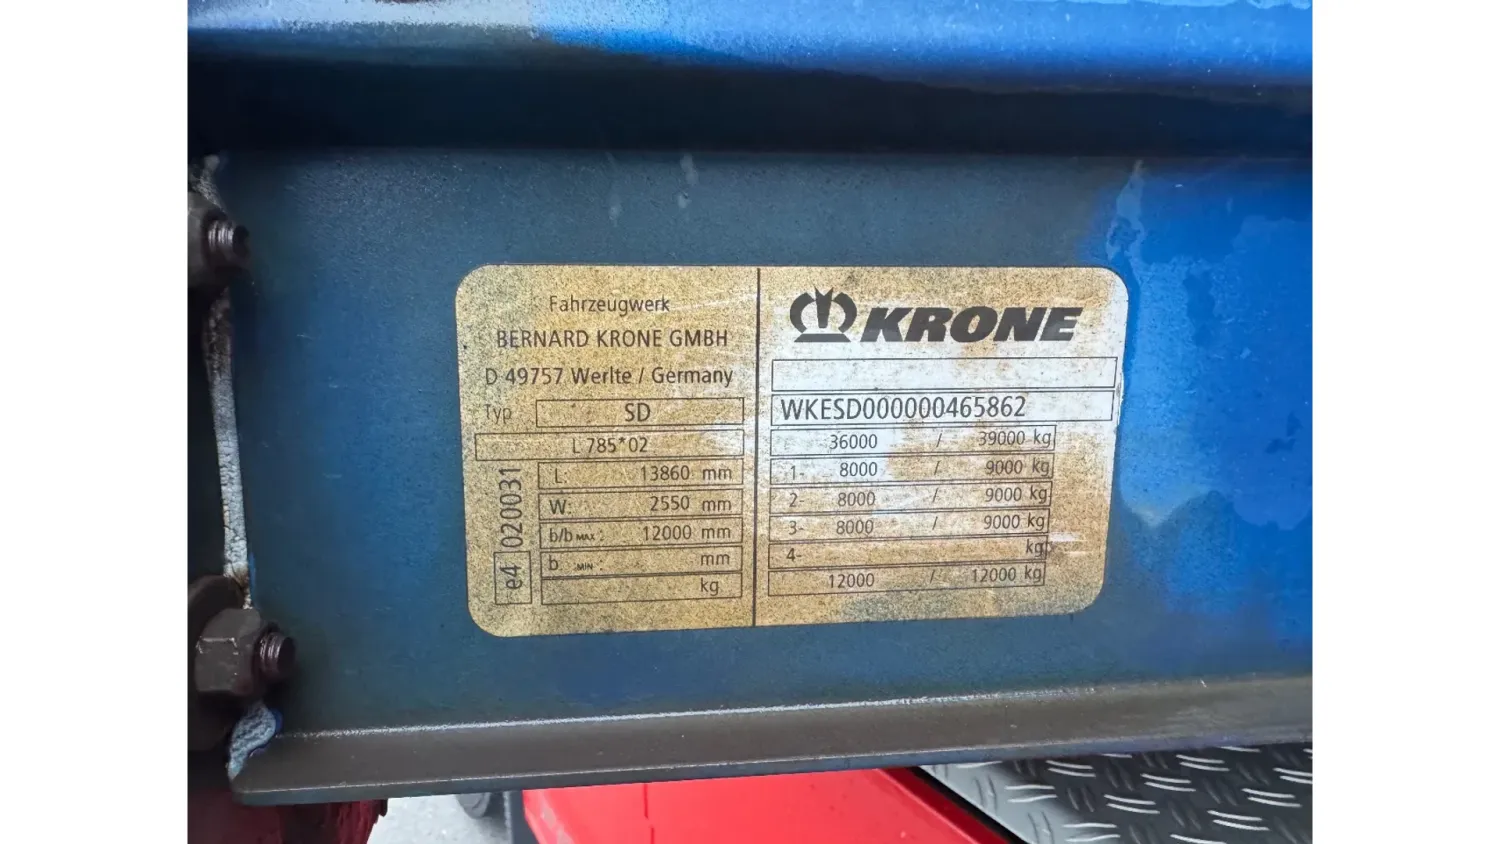 Fahrzeugwerk
BERNARD KRONE GMBH
D 49757 Werlte / Germany
Typ SD
L 785*02
L: 13860 mm
W: 2550 mm
b/b MAX : 12000 mm
b MIN : mm
kg
e4 020031
KRONE
WKESD000000465862
36000 / 39000 kg
1- 8000 / 9000 kg
2- 8000 / 9000 kg
3- 8000 / 9000 kg
4- kg
12000 / 12000 kg